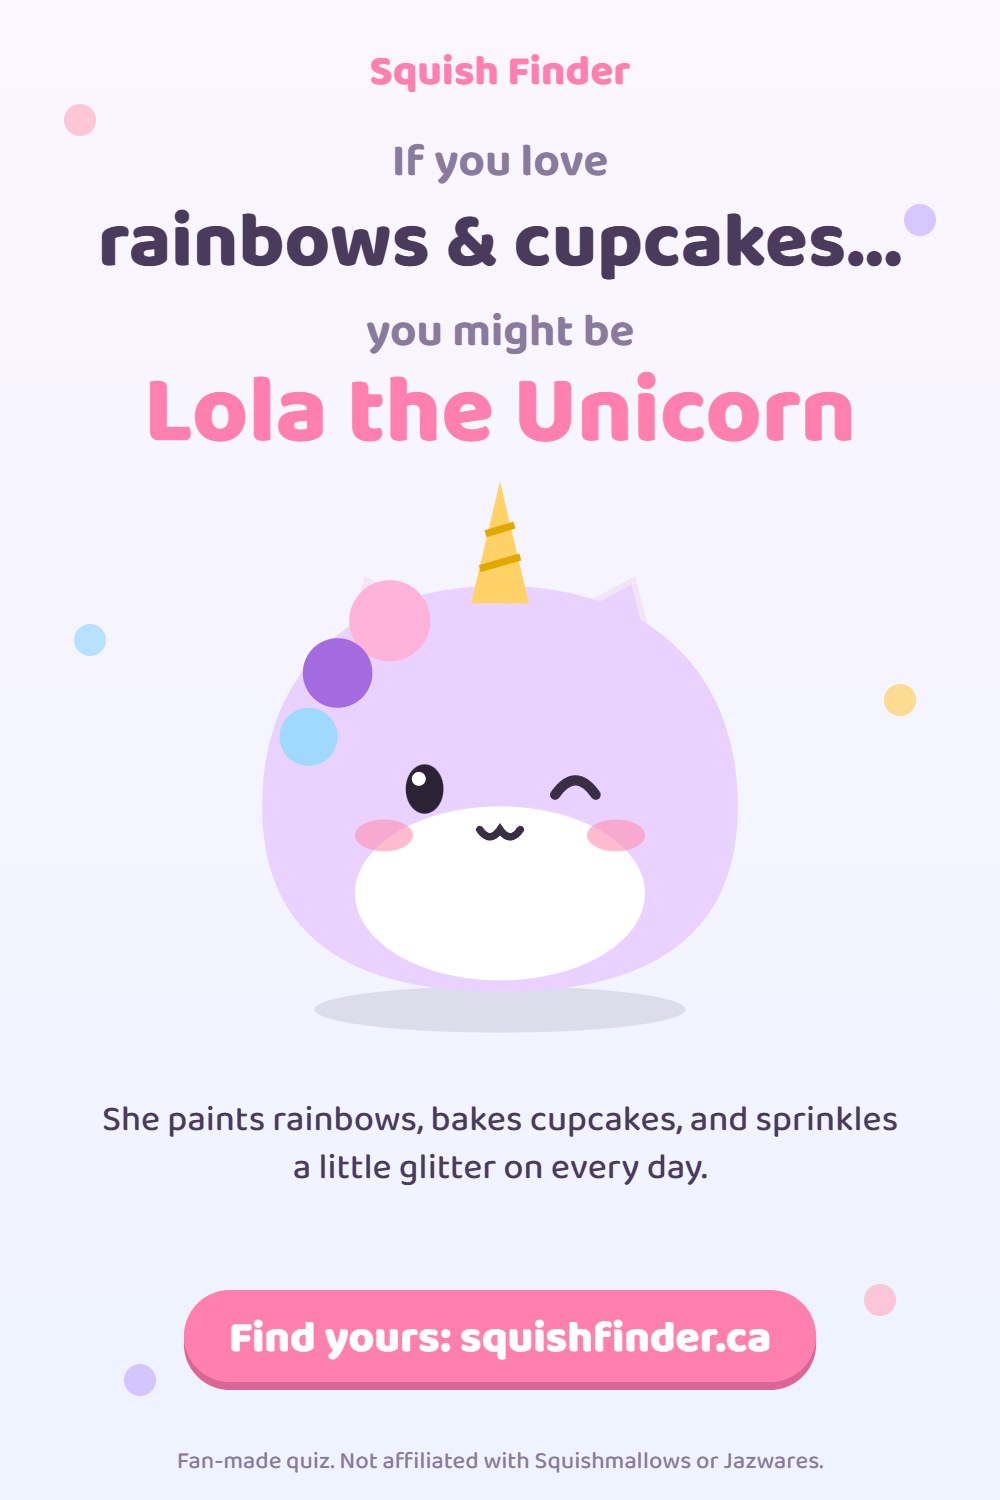 Squish Finder
If you love
rainbows & cupcakes...
you might be
Lola the Unicorn
She paints rainbows, bakes cupcakes, and sprinkles
a little glitter on every day.
Find yours: squishfinder.ca
Fan-made quiz. Not affiliated with Squishmallows or Jazwares.